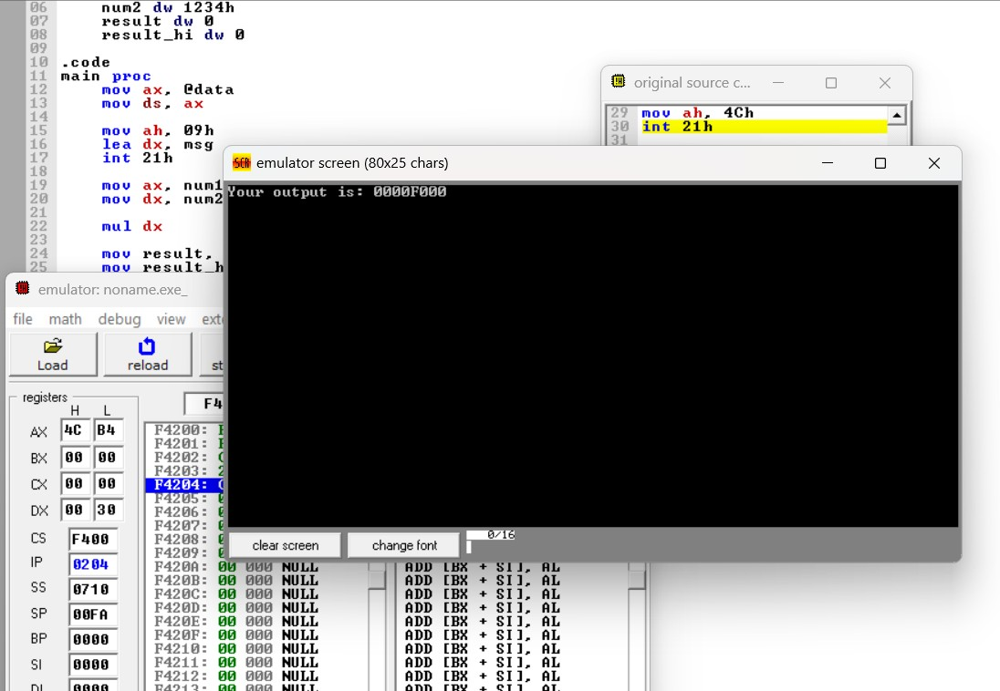 06 num2 dw 1234h
07 result dw 0
08 result_hi dw 0
09
10 .code
11 main proc
12 mov ax, @data
13 mov ds, ax
14
15 mov ah, 09h
16 lea dx, msg
17 int 21h
18
19 mov ax, num1
20 mov dx, num2
21
22 mul dx
23
24 mov result,
25 mov result_h
original source c...
29 mov ah, 4Ch
30 int 21h
31
emulator screen (80x25 chars)
Your output is: 0000F000
clear screen
change font
0/16
emulator: noname.exe_
file math debug view exte
Load
reload
st
registers
H L
F4
AX 4C B4
BX 00 00
CX 00 00
DX 00 30
CS F400
IP 0204
SS 0710
SP 00FA
BP 0000
SI 0000
DI 0000
F4200:
F4201:
F4202:
F4203: 2
F4204:
F4205:
F4206:
F4207:
F4208:
F4209:
F420A: 00 000 NULL ADD [BX + SI], AL
F420B: 00 000 NULL ADD [BX + SI], AL
F420C: 00 000 NULL ADD [BX + SI], AL
F420D: 00 000 NULL ADD [BX + SI], AL
F420E: 00 000 NULL ADD [BX + SI], AL
F420F: 00 000 NULL ADD [BX + SI], AL
F4210: 00 000 NULL ADD [BX + SI], AL
F4211: 00 000 NULL ADD [BX + SI], AL
F4212: 00 000 NULL ADD [BX + SI], AL
F4213: 00 000 NULL ADD [BX + SI], AL